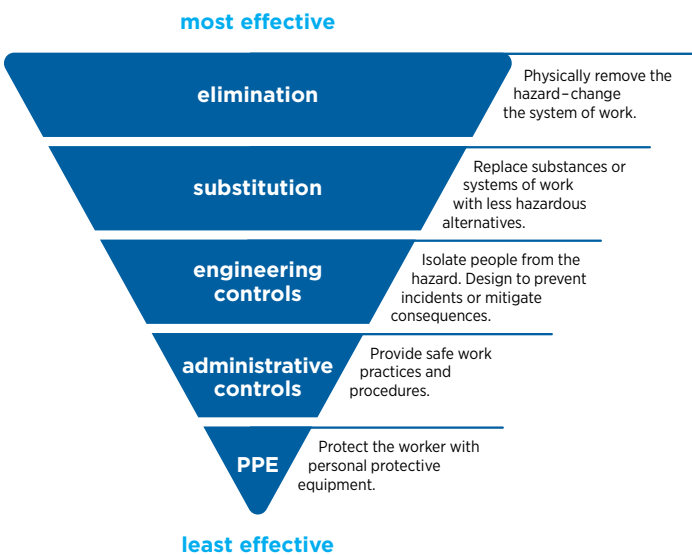 most effective
elimination
Physically remove the
hazard–change
the system of work.
substitution
Replace substances or
systems of work
with less hazardous
alternatives.
engineering
controls
Isolate people from the
hazard. Design to prevent
incidents or mitigate
consequences.
administrative
controls
Provide safe work
practices and
procedures.
PPE
Protect the worker with
personal protective
equipment.
least effective